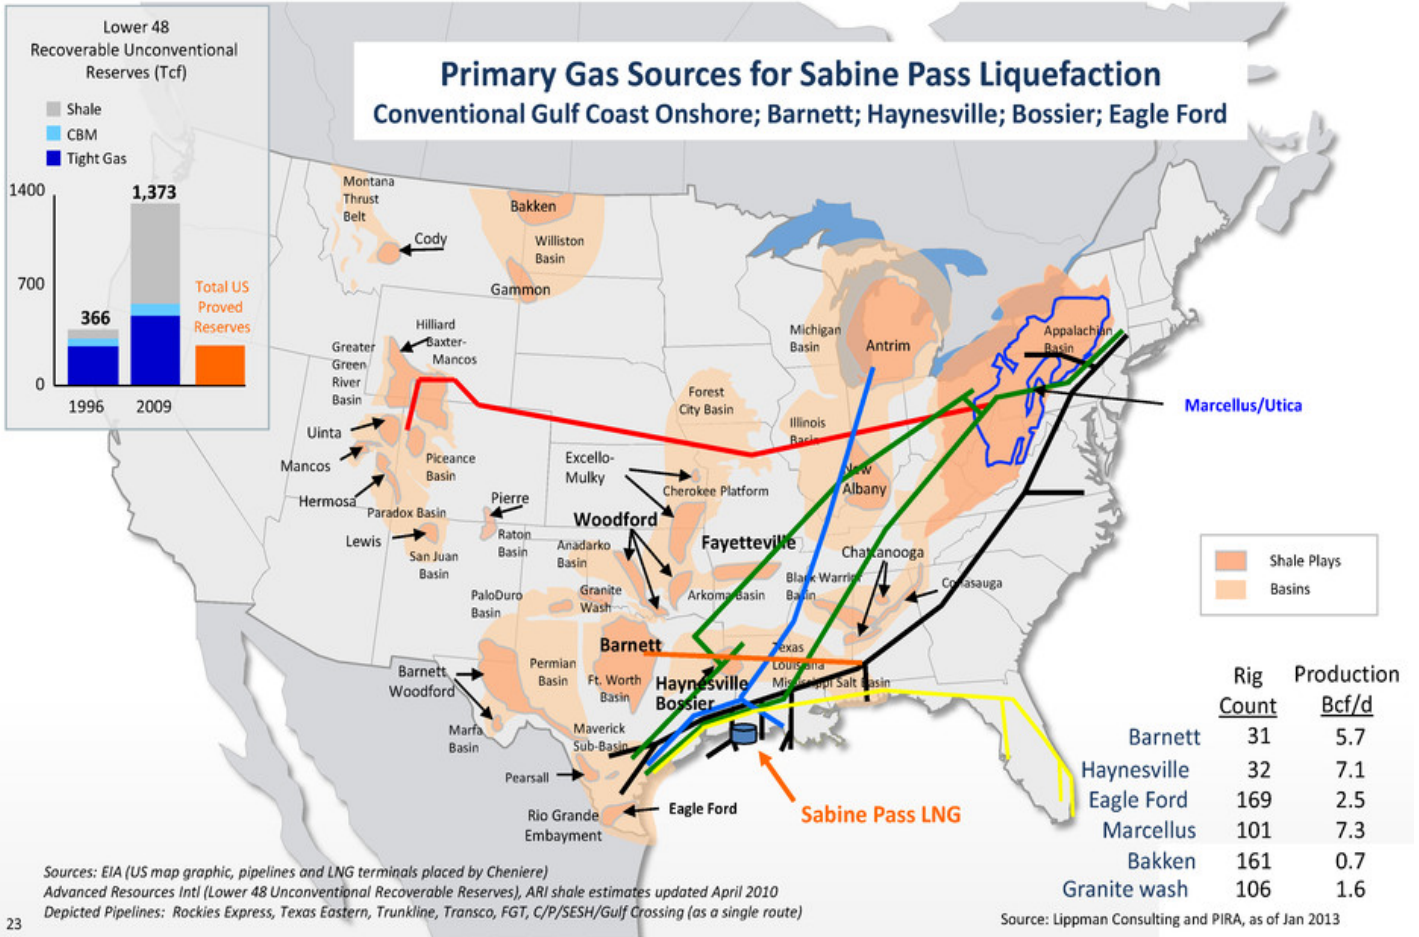 Lower 48
Recoverable Unconventional
Reserves (Tcf)
Shale
CBM
Tight Gas
1400
700
0
366
1,373
Total US
Proved
Reserves
1996
2009
Primary Gas Sources for Sabine Pass Liquefaction
Conventional Gulf Coast Onshore; Barnett; Haynesville; Bossier; Eagle Ford
Montana
Thrust
Belt
Cody
Bakken
Williston
Basin
Gammon
Hilliard
Baxter-
Mancos
Greater
Green
River
Basin
Uinta
Mancos
Hermosa
Piceance
Basin
Paradox Basin
Lewis
San Juan
Basin
Pierre
Raton
Basin
Excello-
Mulky
Forest
City Basin
Cherokee Platform
Woodford
Anadarko
Basin
Fayetteville
Arkoma Basin
Granite
Wash
PaloDuro
Basin
Michigan
Basin
Antrim
Illinois
Basin
New
Albany
Appalachian
Basin
Marcellus/Utica
Chattanooga
Black Warrior
Basin
Conasauga
Barnett
Ft. Worth
Basin
Permian
Basin
Barnett
Woodford
Marfa
Basin
Maverick
Sub-Basin
Pearsall
Rio Grande
Embayment
Eagle Ford
Haynesville
Bossier
Texas
Louisiana
Mississippi Salt Basin
Sabine Pass LNG
Shale Plays
Basins
Rig Count Production Bcf/d
Barnett 31 5.7
Haynesville 32 7.1
Eagle Ford 169 2.5
Marcellus 101 7.3
Bakken 161 0.7
Granite wash 106 1.6
Source: Lippman Consulting and PIRA, as of Jan 2013
Sources: EIA (US map graphic, pipelines and LNG terminals placed by Cheniere)
Advanced Resources Intl (Lower 48 Unconventional Recoverable Reserves), ARI shale estimates updated April 2010
Depicted Pipelines: Rockies Express, Texas Eastern, Trunkline, Transco, FGT, C/P/SESH/Gulf Crossing (as a single route)
23